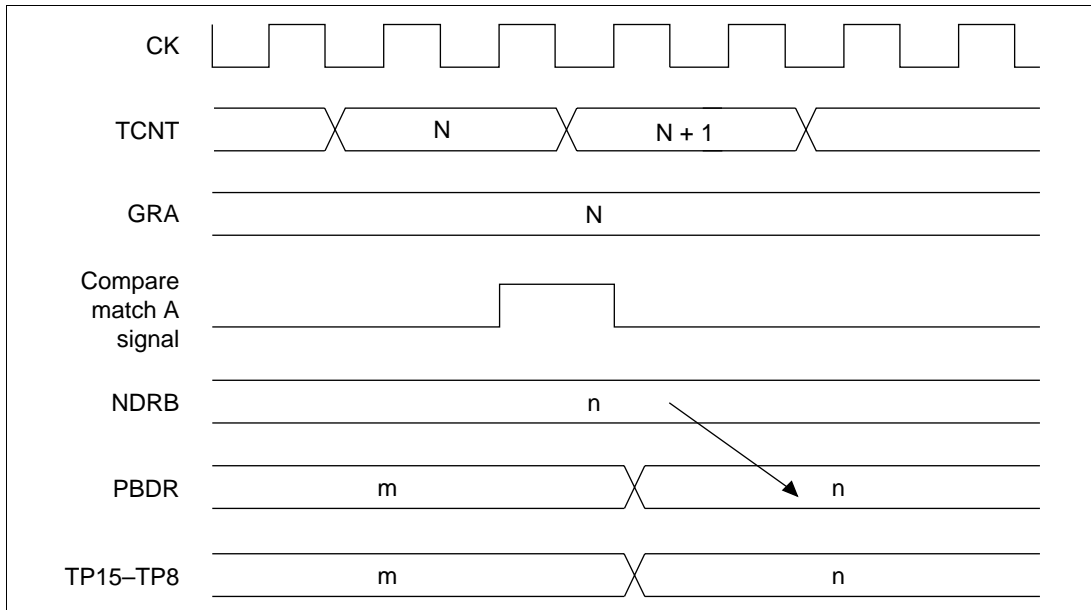 CK
TCNT
N
N + 1
GRA
N
Compare
match A
signal
NDRB
n
PBDR
m
n
TP15–TP8
m
n